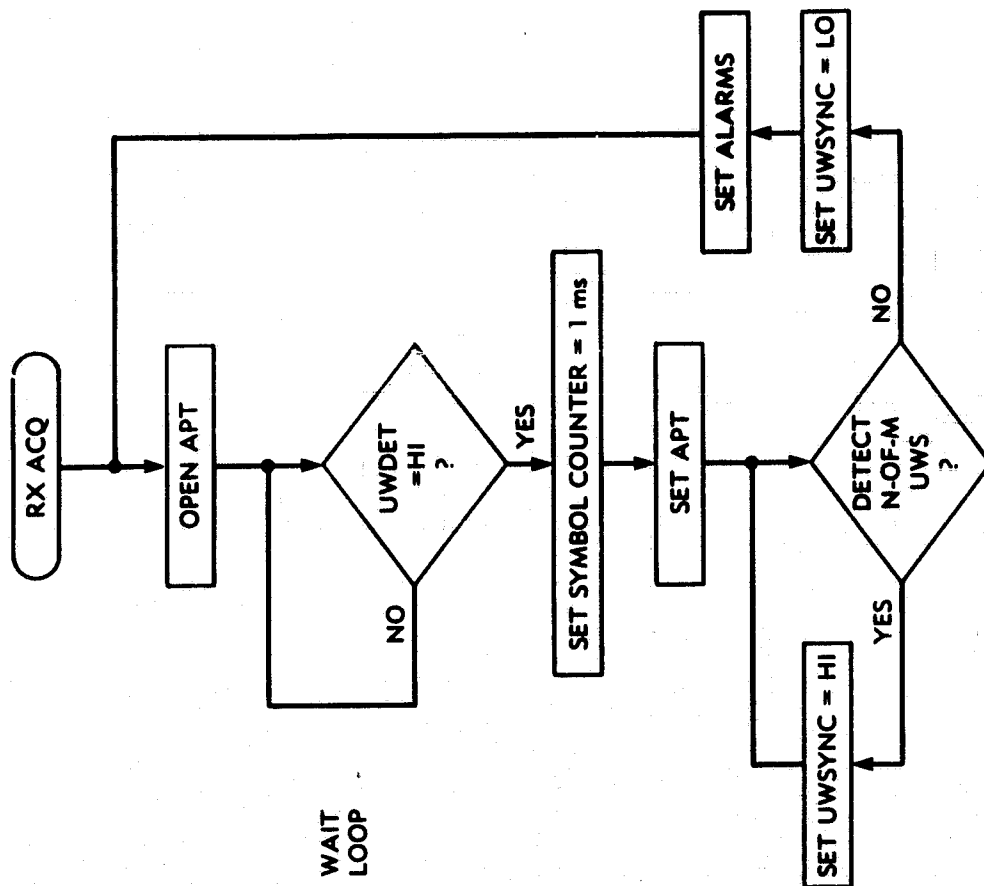 RX ACQ
OPEN APT
UWDET
=HI
?
NO
YES
WAIT
LOOP
SET SYMBOL COUNTER = 1 ms
SET APT
DETECT
N-OF-M
UWS
?
YES
NO
SET UWSYNC = HI
SET UWSYNC = LO
SET ALARMS